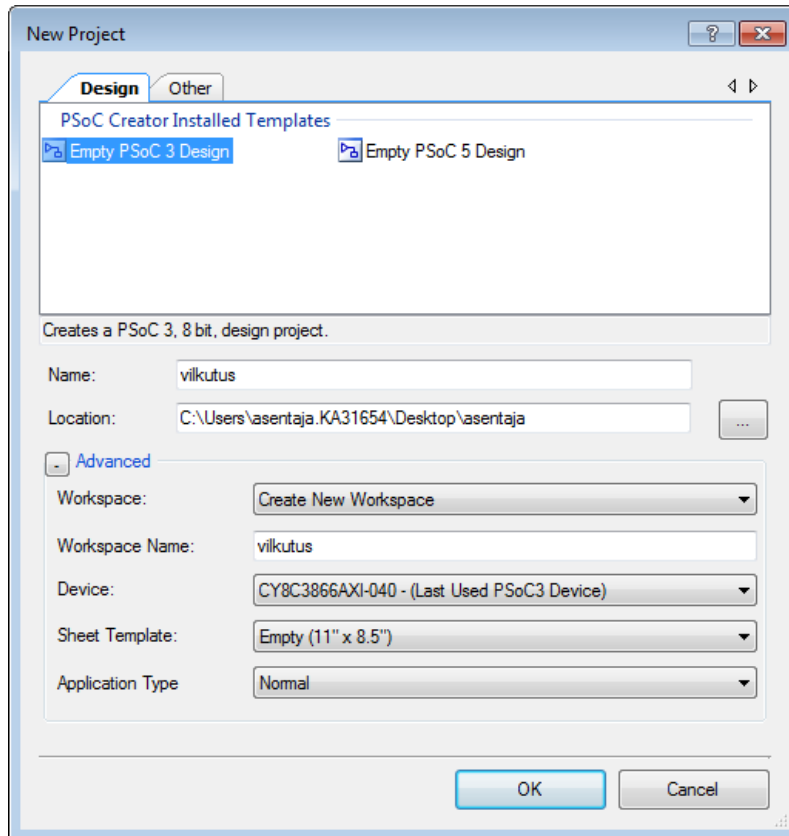 New Project
Design Other
PSoC Creator Installed Templates
Empty PSoC 3 Design Empty PSoC 5 Design
Creates a PSoC 3, 8 bit, design project.
Name: vilkutus
Location: C:\Users\asentaja.KA31654\Desktop\asentaja ...
- Advanced
Workspace: Create New Workspace
Workspace Name: vilkutus
Device: CY8C3866AXI-040 - (Last Used PSoC3 Device)
Sheet Template: Empty (11" x 8.5")
Application Type Normal
OK Cancel